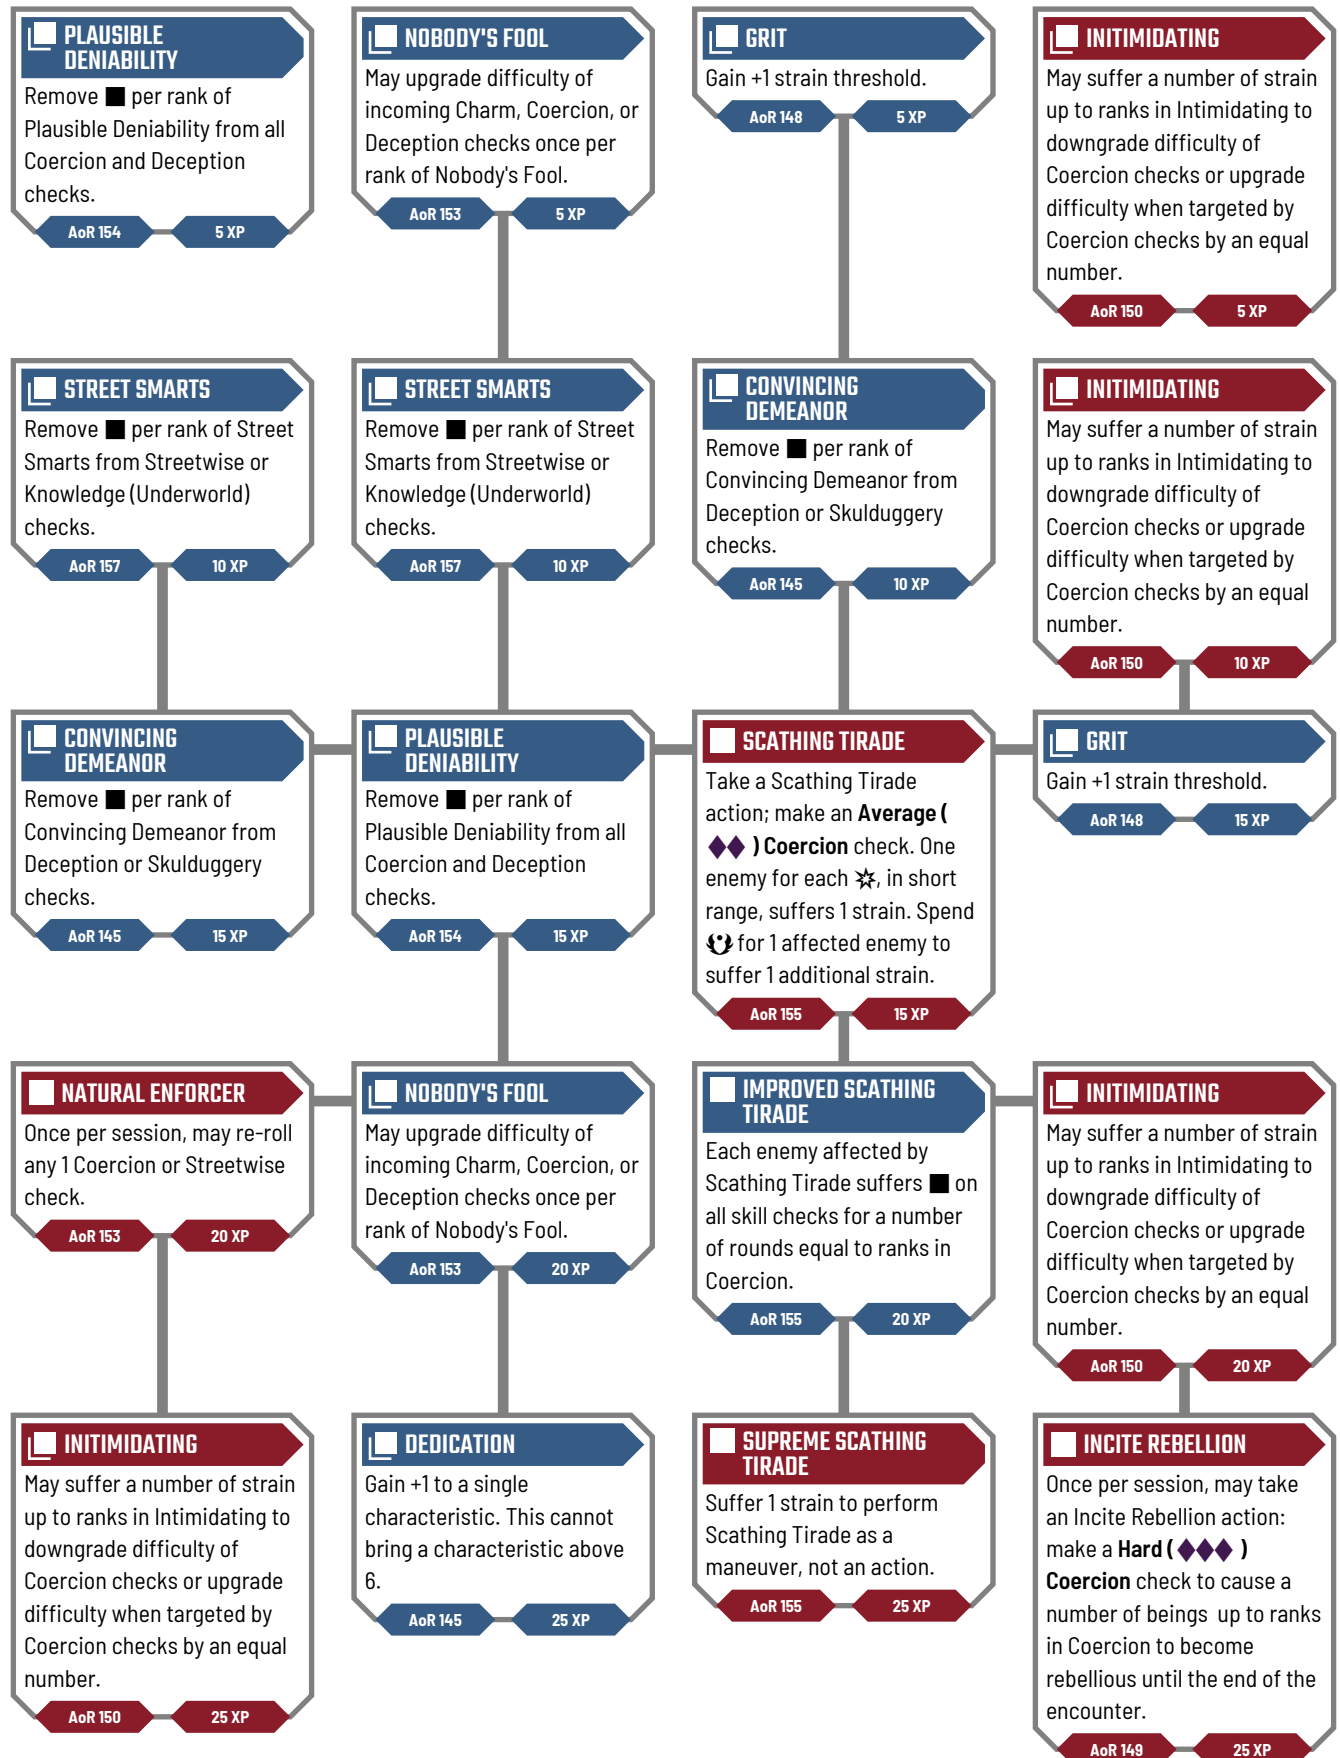 PLAUSIBLE
DENIABILITY
Remove ■ per rank of
Plausible Deniability from all
Coercion and Deception
checks.
AoR 154
5 XP
NOBODY'S FOOL
May upgrade difficulty of
incoming Charm, Coercion, or
Deception checks once per
rank of Nobody's Fool.
AoR 153
5 XP
GRIT
Gain +1 strain threshold.
AoR 148
5 XP
INITIMIDATING
May suffer a number of strain
up to ranks in Intimidating to
downgrade difficulty of
Coercion checks or upgrade
difficulty when targeted by
Coercion checks by an equal
number.
AoR 150
5 XP
STREET SMARTS
Remove ■ per rank of Street
Smarts from Streetwise or
Knowledge (Underworld)
checks.
AoR 157
10 XP
STREET SMARTS
Remove ■ per rank of Street
Smarts from Streetwise or
Knowledge (Underworld)
checks.
AoR 157
10 XP
CONVINCING
DEMEANOR
Remove ■ per rank of
Convincing Demeanor from
Deception or Skulduggery
checks.
AoR 145
10 XP
INITIMIDATING
May suffer a number of strain
up to ranks in Intimidating to
downgrade difficulty of
Coercion checks or upgrade
difficulty when targeted by
Coercion checks by an equal
number.
AoR 150
10 XP
CONVINCING
DEMEANOR
Remove ■ per rank of
Convincing Demeanor from
Deception or Skulduggery
checks.
AoR 145
15 XP
PLAUSIBLE
DENIABILITY
Remove ■ per rank of
Plausible Deniability from all
Coercion and Deception
checks.
AoR 154
15 XP
SCATHING TIRADE
Take a Scathing Tirade
action; make an Average (
◆◆ ) Coercion check. One
enemy for each , in short
range, suffers 1 strain. Spend
for 1 affected enemy to
suffer 1 additional strain.
AoR 155
15 XP
GRIT
Gain +1 strain threshold.
AoR 148
15 XP
NATURAL ENFORCER
Once per session, may re-roll
any 1 Coercion or Streetwise
check.
AoR 153
20 XP
NOBODY'S FOOL
May upgrade difficulty of
incoming Charm, Coercion, or
Deception checks once per
rank of Nobody's Fool.
AoR 153
20 XP
IMPROVED SCATHING
TIRADE
Each enemy affected by
Scathing Tirade suffers ■ on
all skill checks for a number
of rounds equal to ranks in
Coercion.
AoR 155
20 XP
INITIMIDATING
May suffer a number of strain
up to ranks in Intimidating to
downgrade difficulty of
Coercion checks or upgrade
difficulty when targeted by
Coercion checks by an equal
number.
AoR 150
20 XP
INITIMIDATING
May suffer a number of strain
up to ranks in Intimidating to
downgrade difficulty of
Coercion checks or upgrade
difficulty when targeted by
Coercion checks by an equal
number.
AoR 150
25 XP
DEDICATION
Gain +1 to a single
characteristic. This cannot
bring a characteristic above
6.
AoR 145
25 XP
SUPREME SCATHING
TIRADE
Suffer 1 strain to perform
Scathing Tirade as a
maneuver, not an action.
AoR 155
25 XP
INCITE REBELLION
Once per session, may take
an Incite Rebellion action:
make a Hard ( ◆◆◆ )
Coercion check to cause a
number of beings up to ranks
in Coercion to become
rebellious until the end of the
encounter.
AoR 149
25 XP